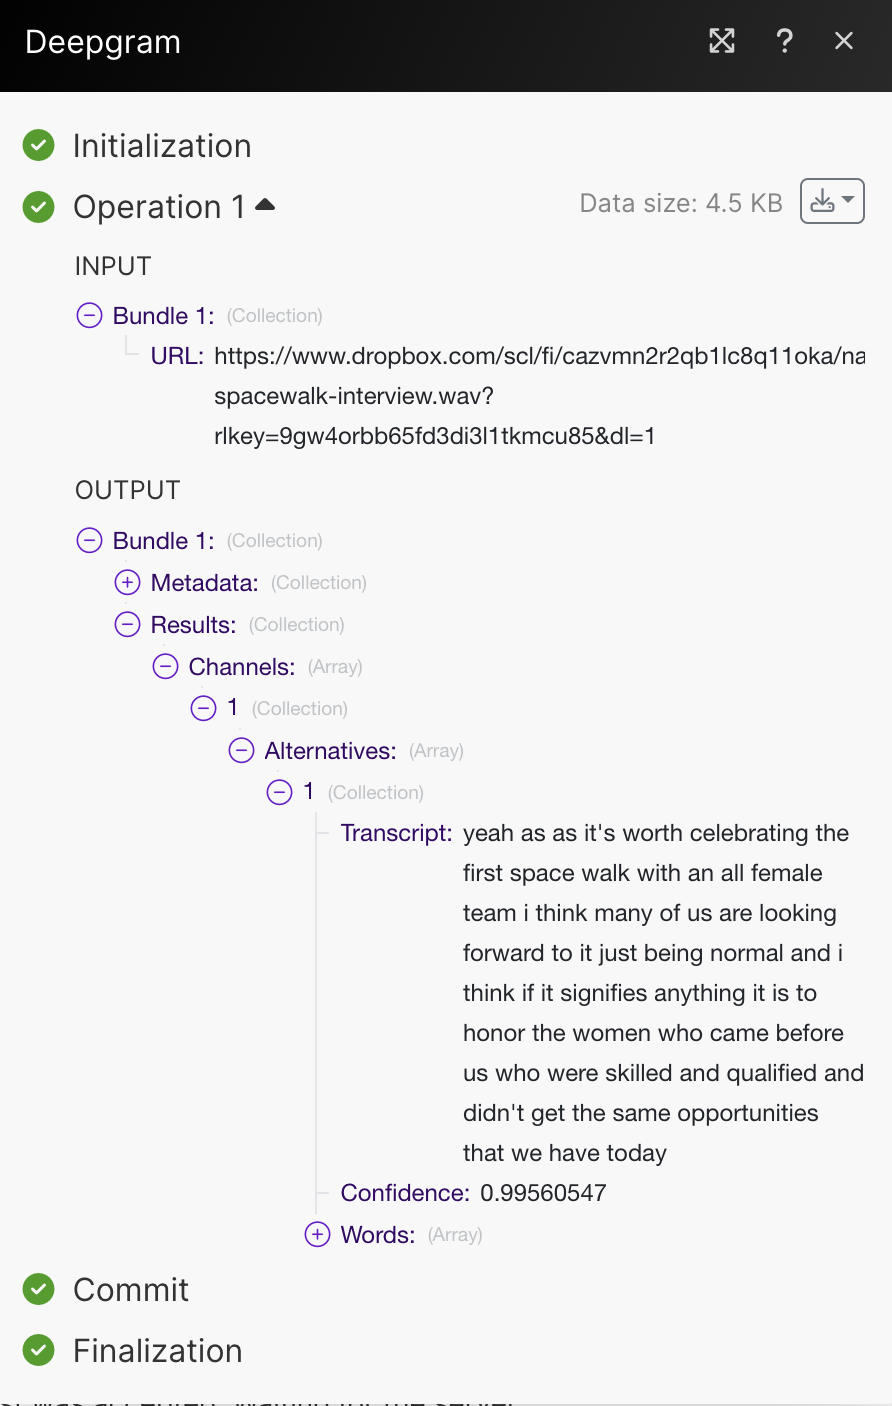 Deepgram
Initialization
Operation 1
Data size: 4.5 KB
INPUT
Bundle 1: (Collection)
URL: https://www.dropbox.com/scl/fi/cazvmn2r2qb1lc8q11oka/na
spacewalk-interview.wav?
rlkey=9gw4orbb65fd3di3l1tkmcu85&dl=1
OUTPUT
Bundle 1: (Collection)
Metadata: (Collection)
Results: (Collection)
Channels: (Array)
1 (Collection)
Alternatives: (Array)
1 (Collection)
Transcript: yeah as as it's worth celebrating the
first space walk with an all female
team i think many of us are looking
forward to it just being normal and i
think if it signifies anything it is to
honor the women who came before
us who were skilled and qualified and
didn't get the same opportunities
that we have today
Confidence: 0.99560547
Words: (Array)
Commit
Finalization